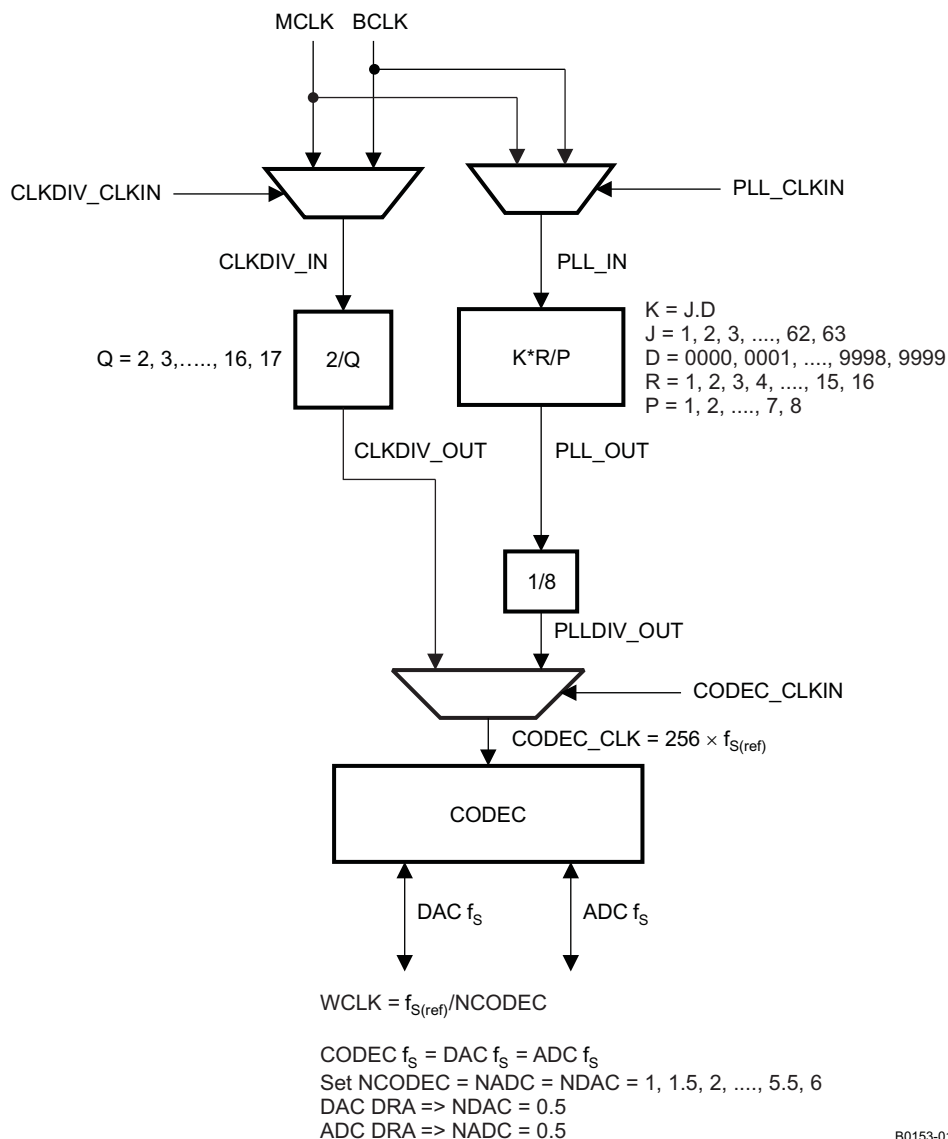 MCLK BCLK
CLKDIV_CLKIN
PLL_CLKIN
CLKDIV_IN
PLL_IN
Q = 2, 3,....., 16, 17
2/Q
K*R/P
K = J.D
J = 1, 2, 3, ...., 62, 63
D = 0000, 0001, ...., 9998, 9999
R = 1, 2, 3, 4, ...., 15, 16
P = 1, 2, ...., 7, 8
CLKDIV_OUT
PLL_OUT
1/8
PLLDIV_OUT
CODEC_CLKIN
CODEC_CLK = 256 × fS(ref)
CODEC
DAC fS
ADC fS
WCLK = fS(ref)/NCODEC
CODEC fS = DAC fS = ADC fS
Set NCODEC = NADC = NDAC = 1, 1.5, 2, ...., 5.5, 6
DAC DRA => NDAC = 0.5
ADC DRA => NADC = 0.5